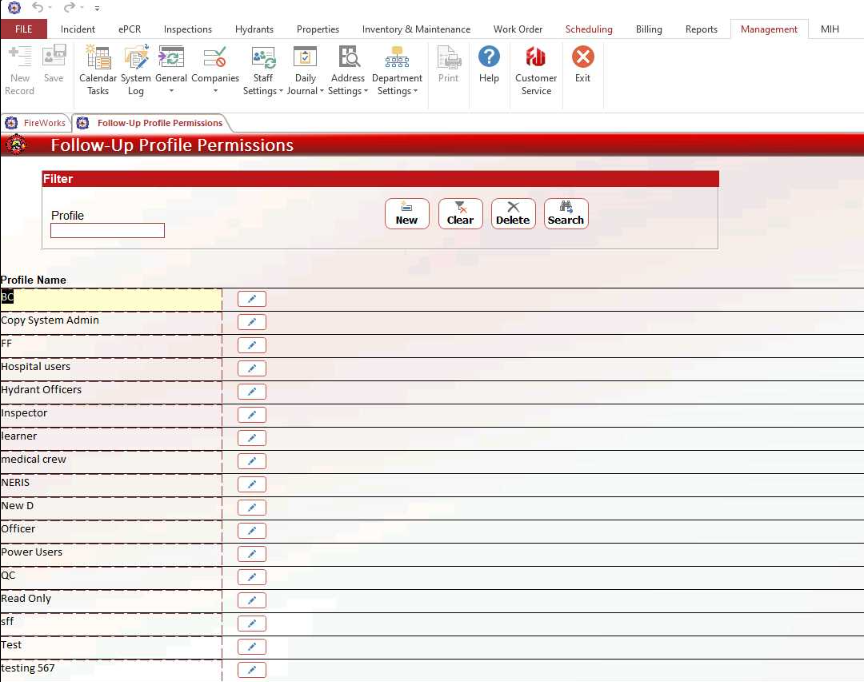 FILE Incident ePCR Inspections Hydrants Properties Inventory & Maintenance Work Order Scheduling Billing Reports Management MIH
New Record Save Calendar Tasks System Log General Companies Staff Settings Daily Journal Address Settings Department Settings Print Help Customer Service Exit
FireWorks Follow-Up Profile Permissions
Follow-Up Profile Permissions
Filter
Profile
New Clear Delete Search
Profile Name
BC
Copy System Admin
FF
Hospital users
Hydrant Officers
Inspector
learner
medical crew
NERIS
New D
Officer
Power Users
QC
Read Only
sff
Test
testing 567